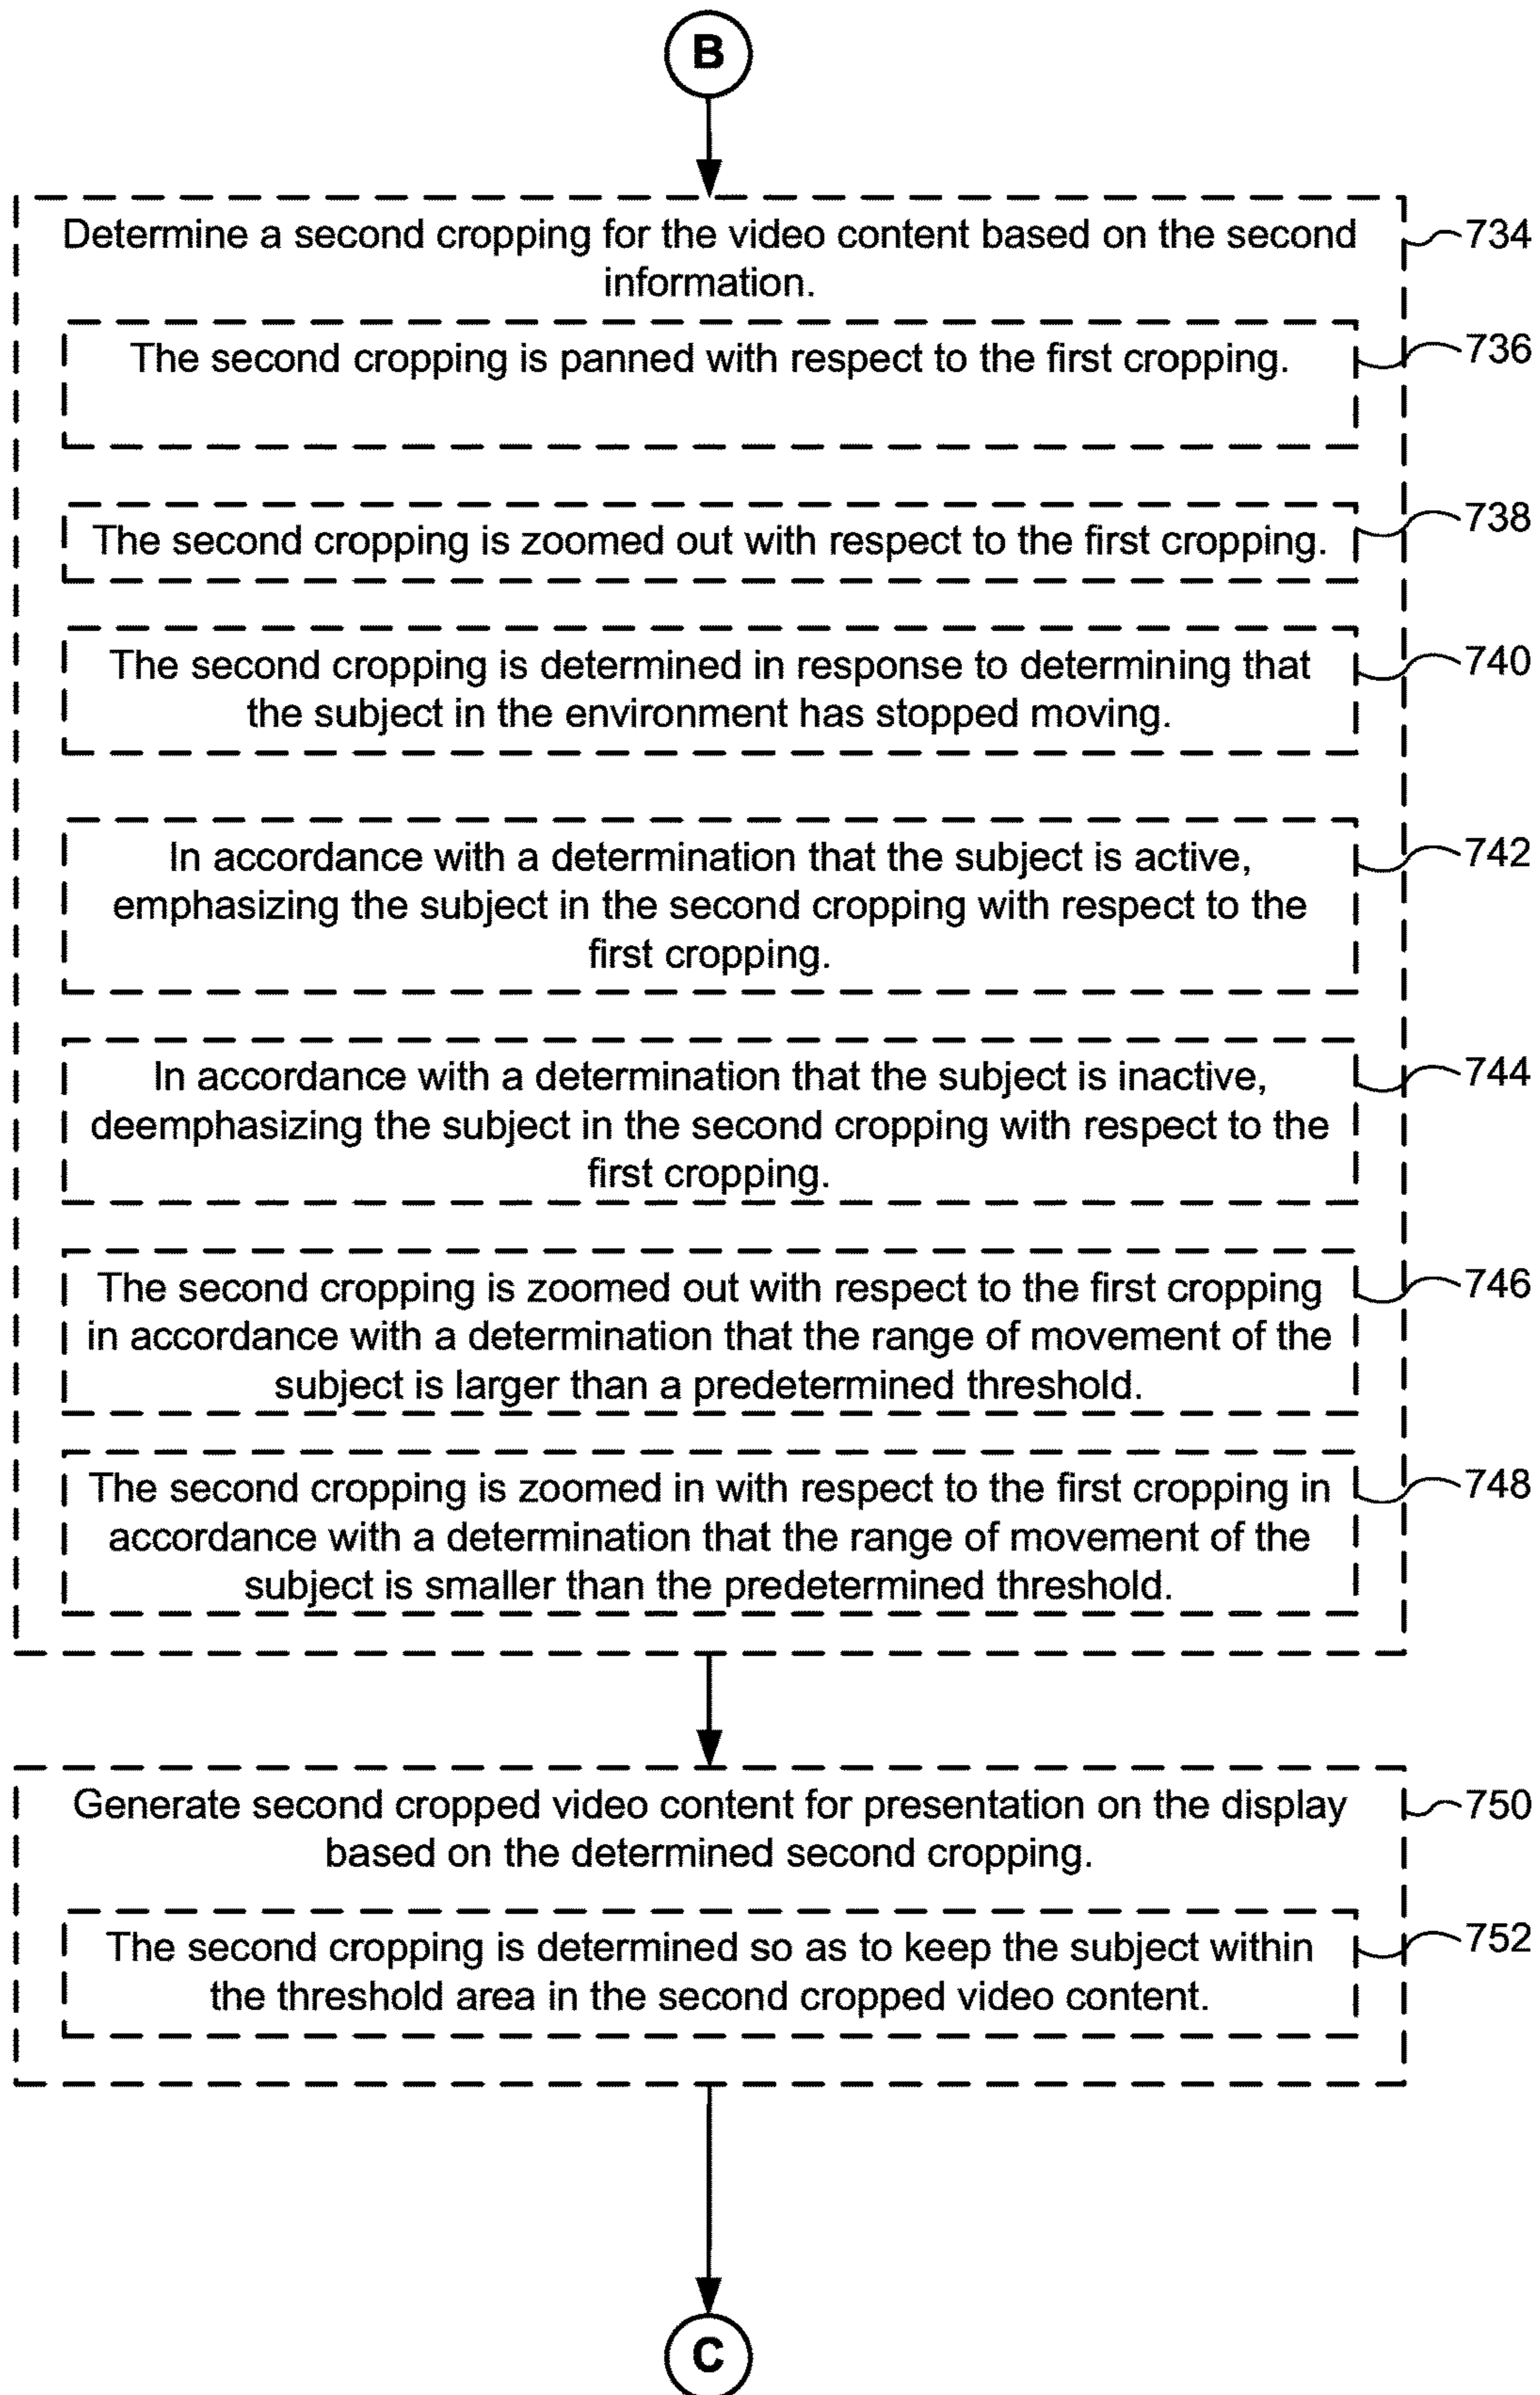 B
Determine a second cropping for the video content based on the second
information.
734
The second cropping is panned with respect to the first cropping.
736
The second cropping is zoomed out with respect to the first cropping.
738
The second cropping is determined in response to determining that
the subject in the environment has stopped moving.
740
In accordance with a determination that the subject is active,
emphasizing the subject in the second cropping with respect to the
first cropping.
742
In accordance with a determination that the subject is inactive,
deemphasizing the subject in the second cropping with respect to the
first cropping.
744
The second cropping is zoomed out with respect to the first cropping
in accordance with a determination that the range of movement of the
subject is larger than a predetermined threshold.
746
The second cropping is zoomed in with respect to the first cropping in
accordance with a determination that the range of movement of the
subject is smaller than the predetermined threshold.
748
Generate second cropped video content for presentation on the display
based on the determined second cropping.
750
The second cropping is determined so as to keep the subject within
the threshold area in the second cropped video content.
752
C